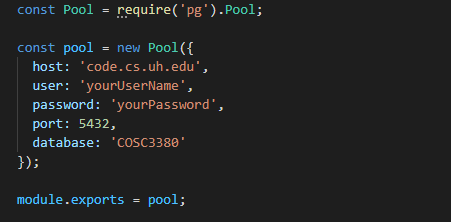 const Pool = require('pg').Pool;

const pool = new Pool({
  host: 'code.cs.uh.edu',
  user: 'yourUserName',
  password: 'yourPassword',
  port: 5432,
  database: 'COSC3380'
});

module.exports = pool;